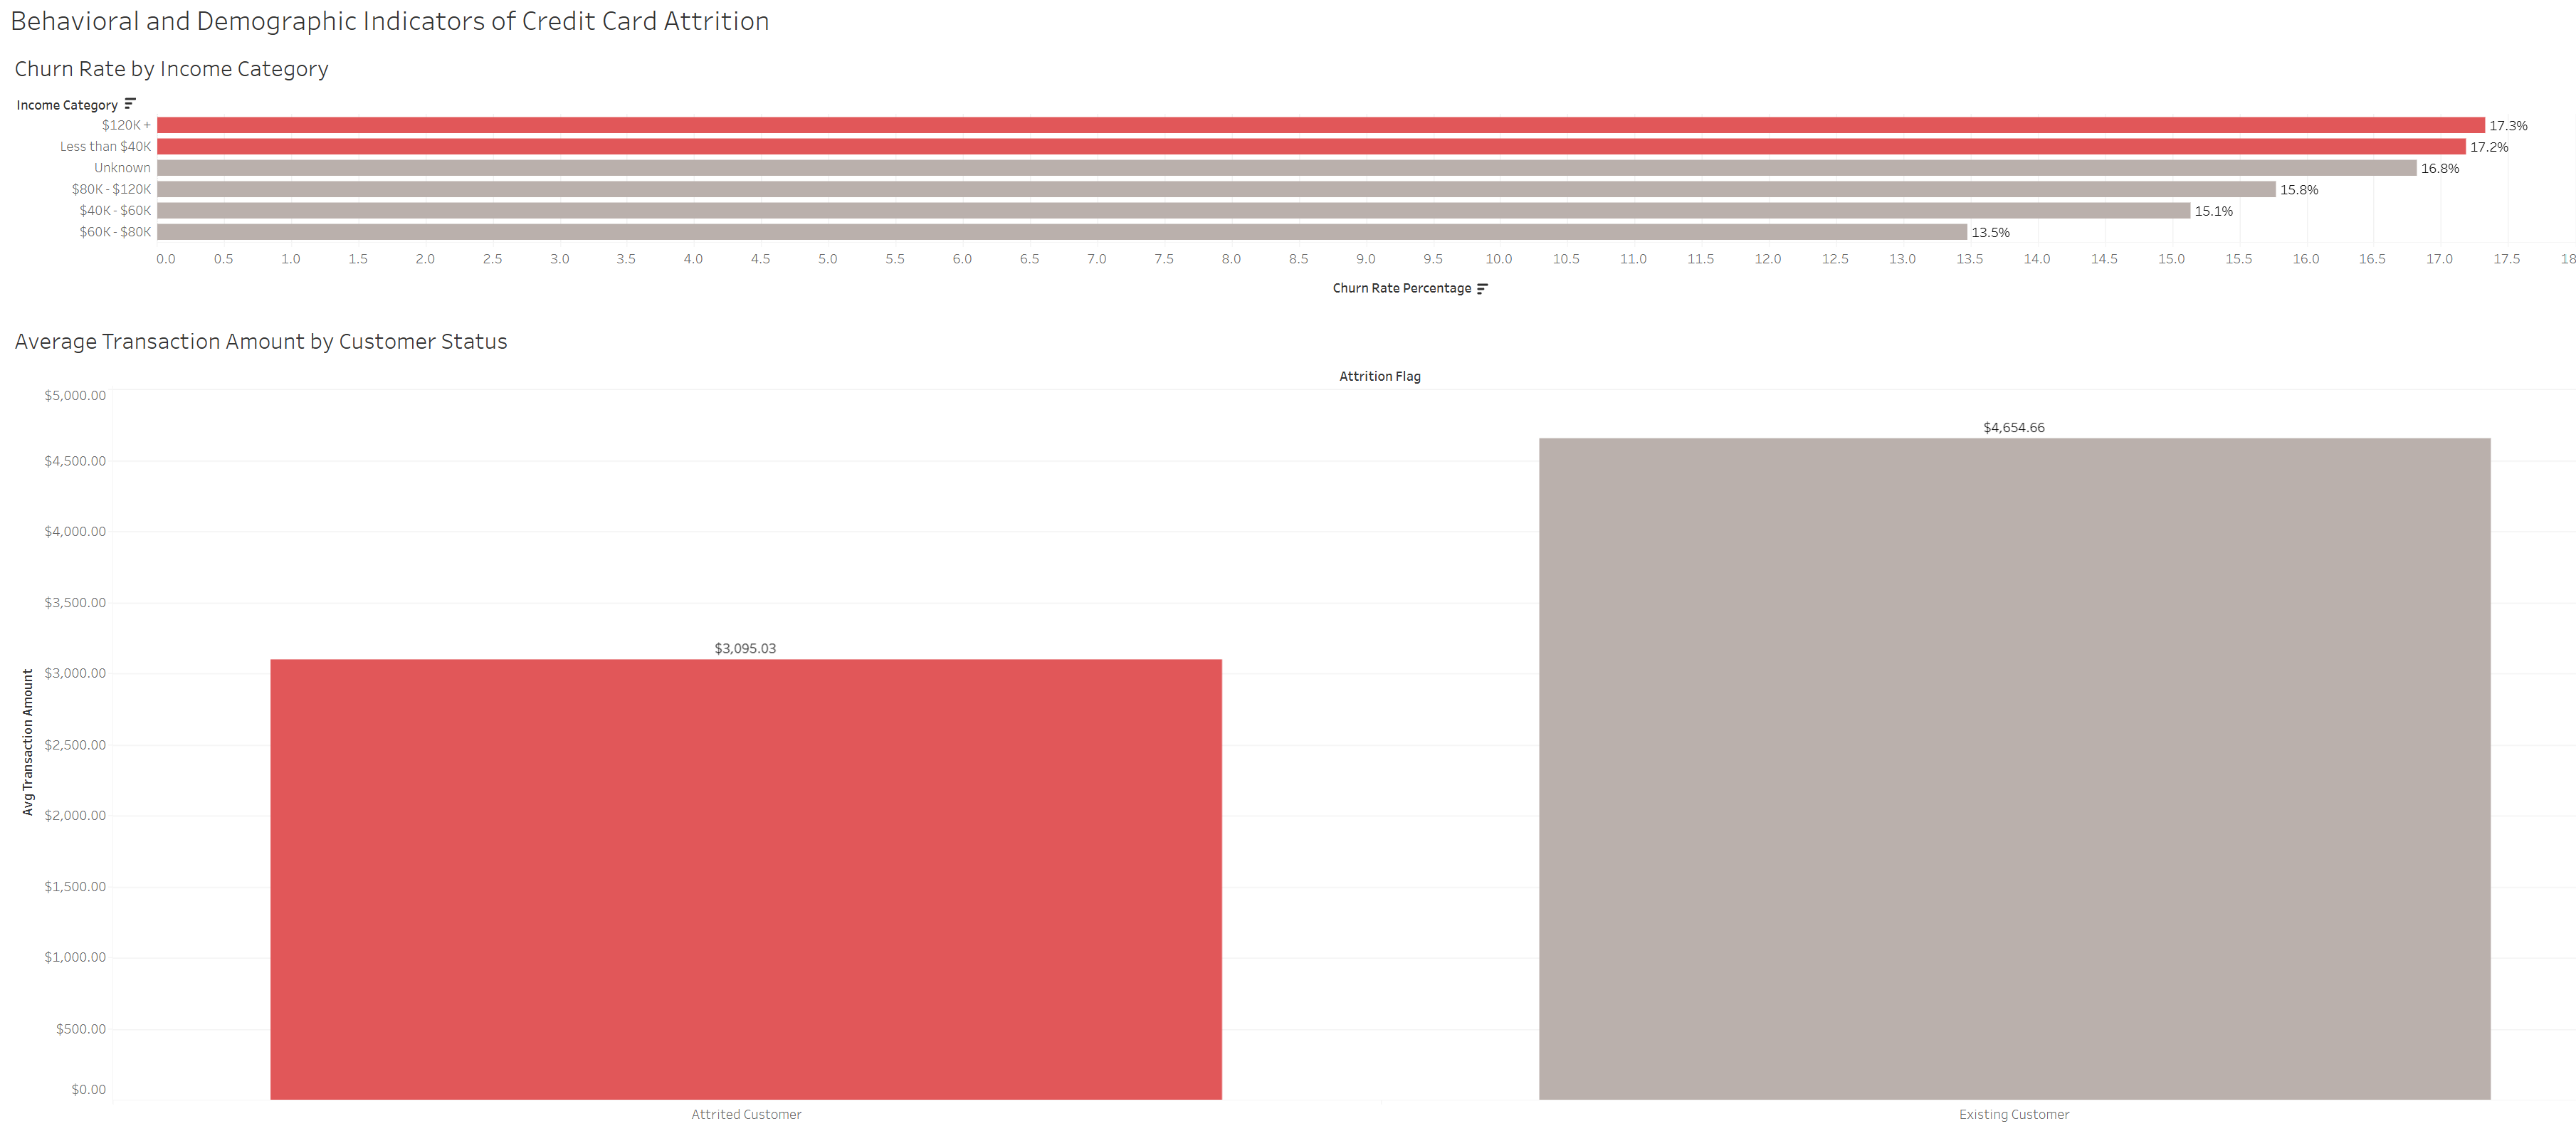 Behavioral and Demographic Indicators of Credit Card Attrition
Churn Rate by Income Category
Income Category
$120K + 17.3%
Less than $40K 17.2%
Unknown 16.8%
$80K - $120K 15.8%
$40K - $60K 15.1%
$60K - $80K 13.5%
0.0 0.5 1.0 1.5 2.0 2.5 3.0 3.5 4.0 4.5 5.0 5.5 6.0 6.5 7.0 7.5 8.0 8.5 9.0 9.5 10.0 10.5 11.0 11.5 12.0 12.5 13.0 13.5 14.0 14.5 15.0 15.5 16.0 16.5 17.0 17.5 18
Churn Rate Percentage
Average Transaction Amount by Customer Status
Attrition Flag
Avg Transaction Amount
$5,000.00
$4,500.00
$4,000.00
$3,500.00
$3,000.00
$2,500.00
$2,000.00
$1,500.00
$1,000.00
$500.00
$0.00
$3,095.03
$4,654.66
Attrited Customer Existing Customer